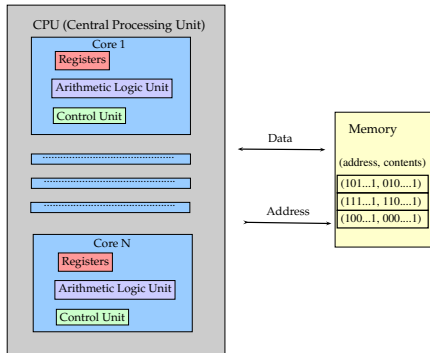 CPU (Central Processing Unit)
Core 1
Registers
Arithmetic Logic Unit
Control Unit
Core N
Registers
Arithmetic Logic Unit
Control Unit
Data
Address
Memory
(address, contents)
(101...1, 010....1)
(111...1, 110....1)
(100...1, 000....1)